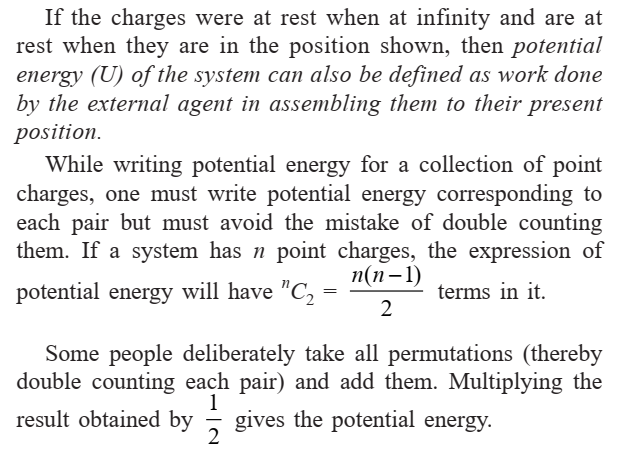 If the charges were at rest when at infinity and are at
rest when they are in the position shown, then potential
energy (U) of the system can also be defined as work done
by the external agent in assembling them to their present
position.
While writing potential energy for a collection of point
charges, one must write potential energy corresponding to
each pair but must avoid the mistake of double counting
them. If a system has n point charges, the expression of
potential energy will have ⁿC₂ = n(n−1)/2 terms in it.
Some people deliberately take all permutations (thereby
double counting each pair) and add them. Multiplying the
result obtained by 1/2 gives the potential energy.